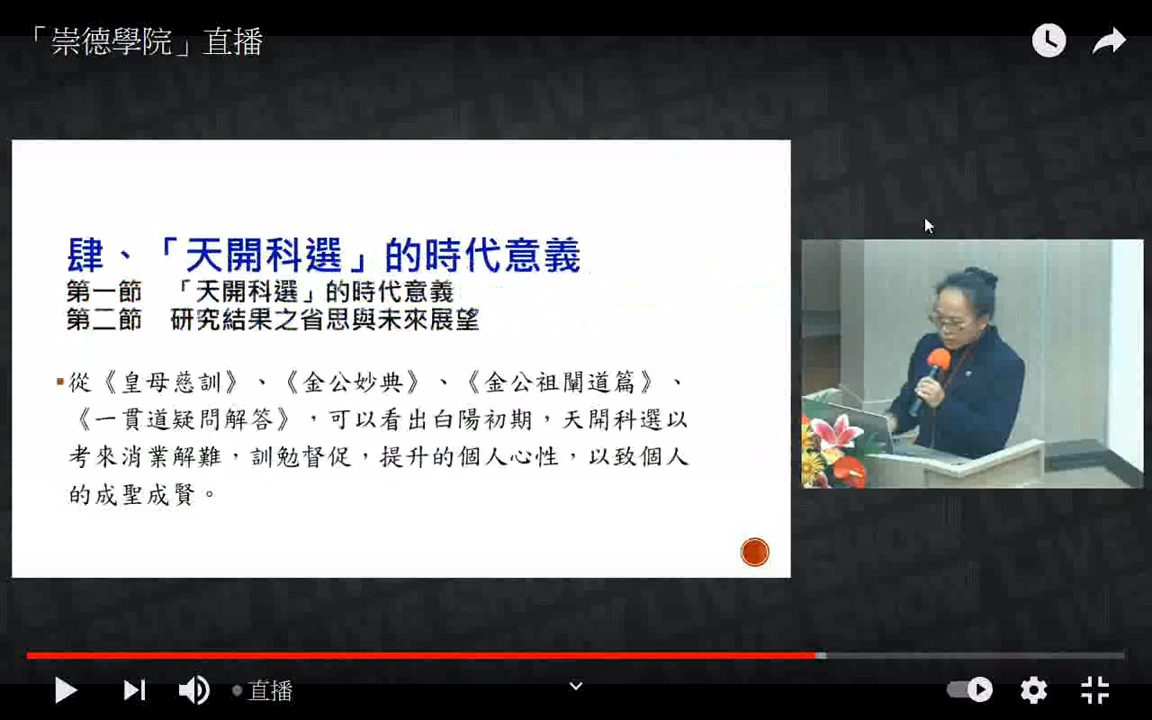 「崇德學院」直播
肆、「天開科選」的時代意義
第一節 「天開科選」的時代意義
第二節 研究結果之省思與未來展望
從《皇母慈訓》、《金公妙典》、《金公祖闡道篇》、
《一貫道疑問解答》，可以看出白陽初期，天開科選以
考來消業解難，訓勉督促，提升的個人心性，以致個人
的成聖成賢。
直播